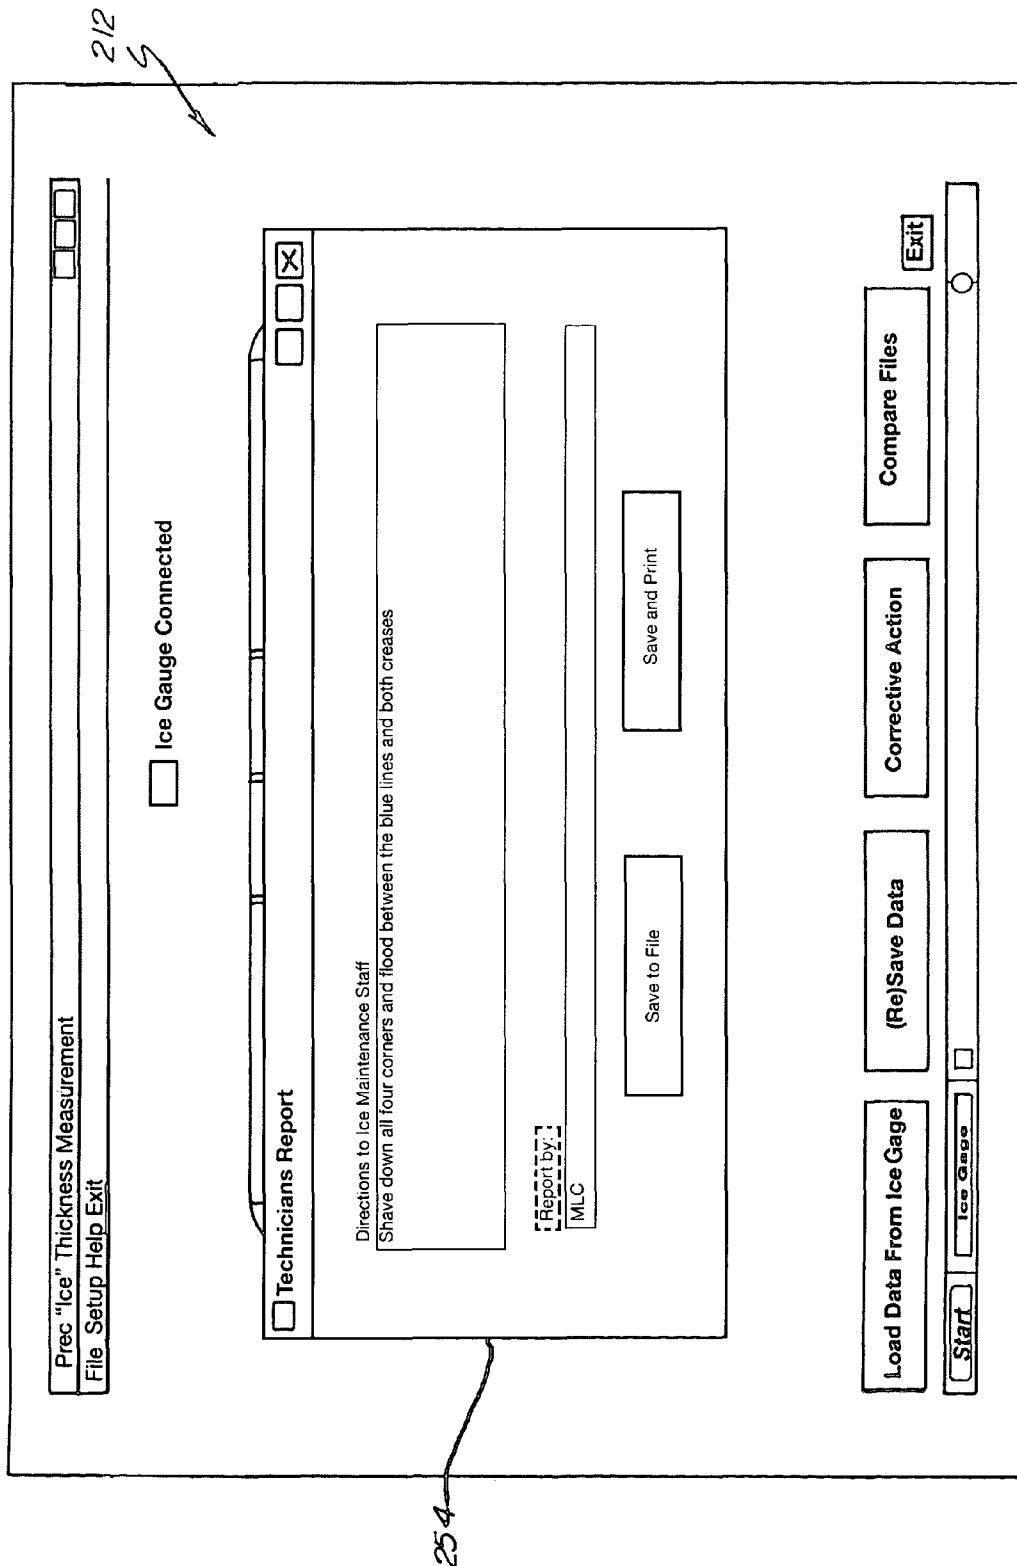 212
Prec "Ice" Thickness Measurement
File Setup Help Exit
Ice Gauge Connected
Technicians Report
Directions to Ice Maintenance Staff
Shave down all four corners and flood between the blue lines and both creases
Report by:
MLC
Save to File
Save and Print
254
Exit
Load Data From Ice Gage
(Re)Save Data
Corrective Action
Compare Files
Start
Ice Gage